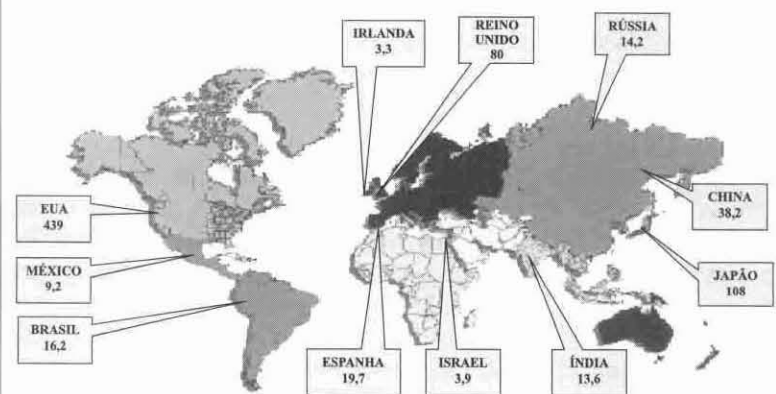 IRLANDA
3,3
REINO
UNIDO
80
RÚSSIA
14,2
EUA
439
CHINA
38,2
MÉXICO
9,2
JAPÃO
108
BRASIL
16,2
ESPANHA
19,7
ISRAEL
3,9
ÍNDIA
13,6